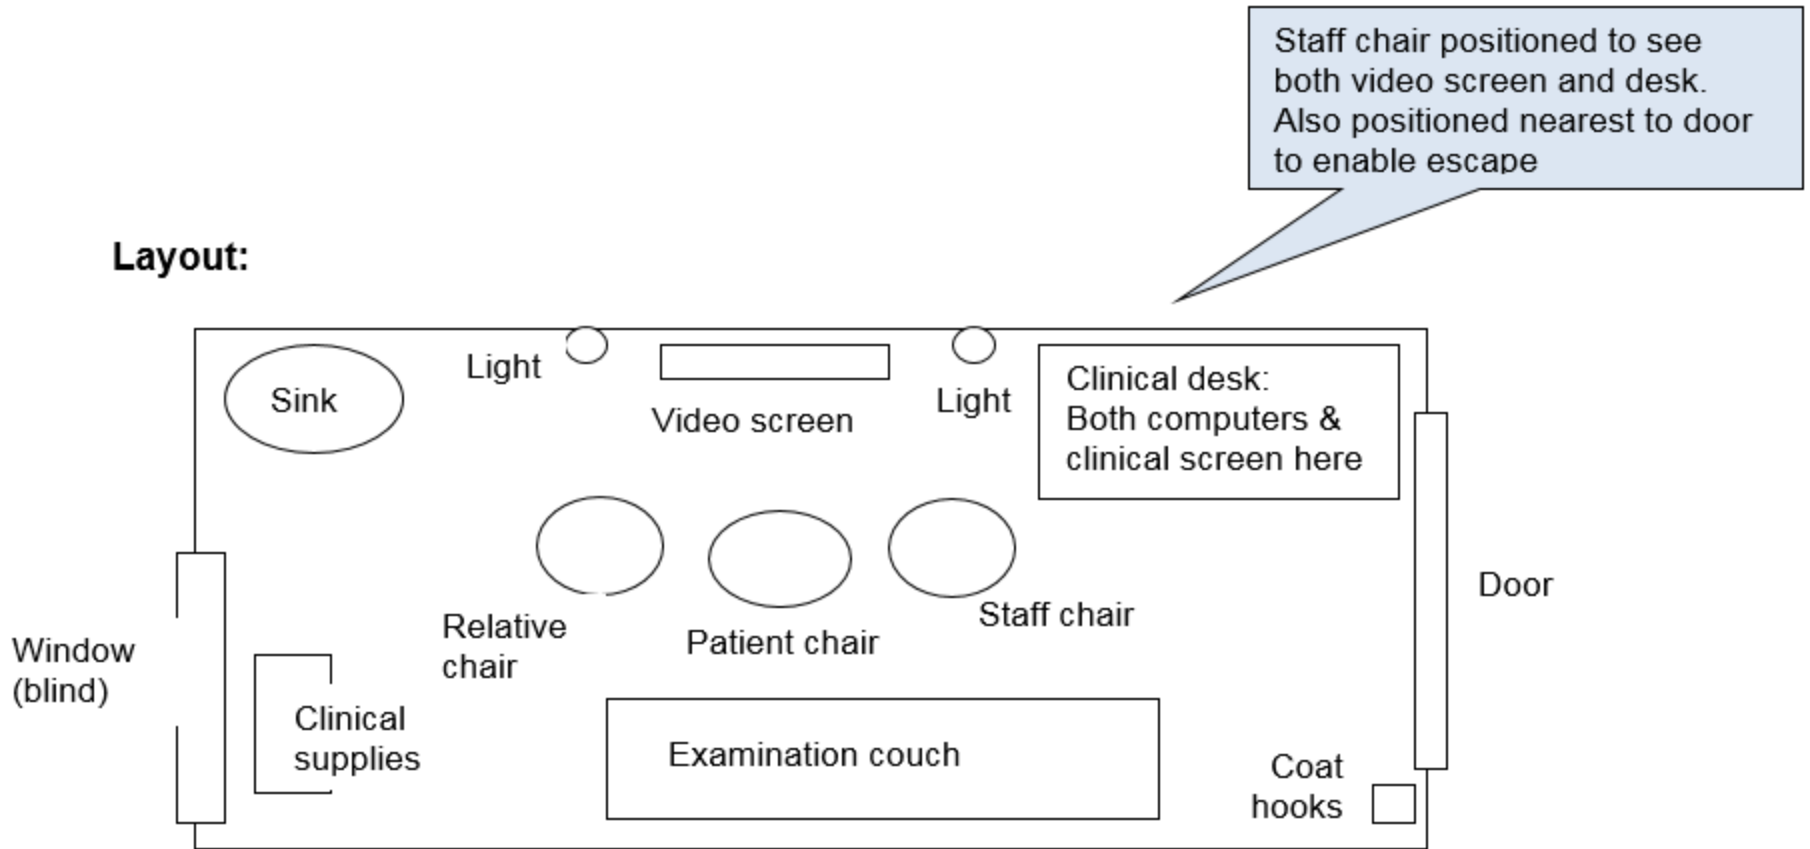 Staff chair positioned to see
both video screen and desk.
Also positioned nearest to door
to enable escape
Layout:
Sink
Light
Video screen
Light
Clinical desk:
Both computers &
clinical screen here
Door
Relative
chair
Patient chair
Staff chair
Window
(blind)
Clinical
supplies
Examination couch
Coat
hooks